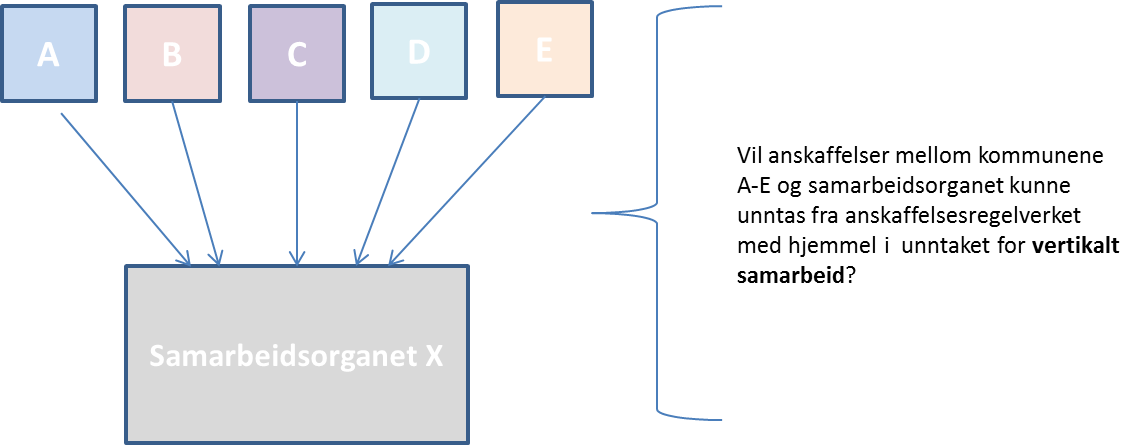 A
B
C
D
E
Vil anskaffelser mellom kommunene
A-E og samarbeidsorganet kunne
unntas fra anskaffelsesregelverket
med hjemmel i  unntaket for vertikalt
samarbeid?
Samarbeidsorganet X